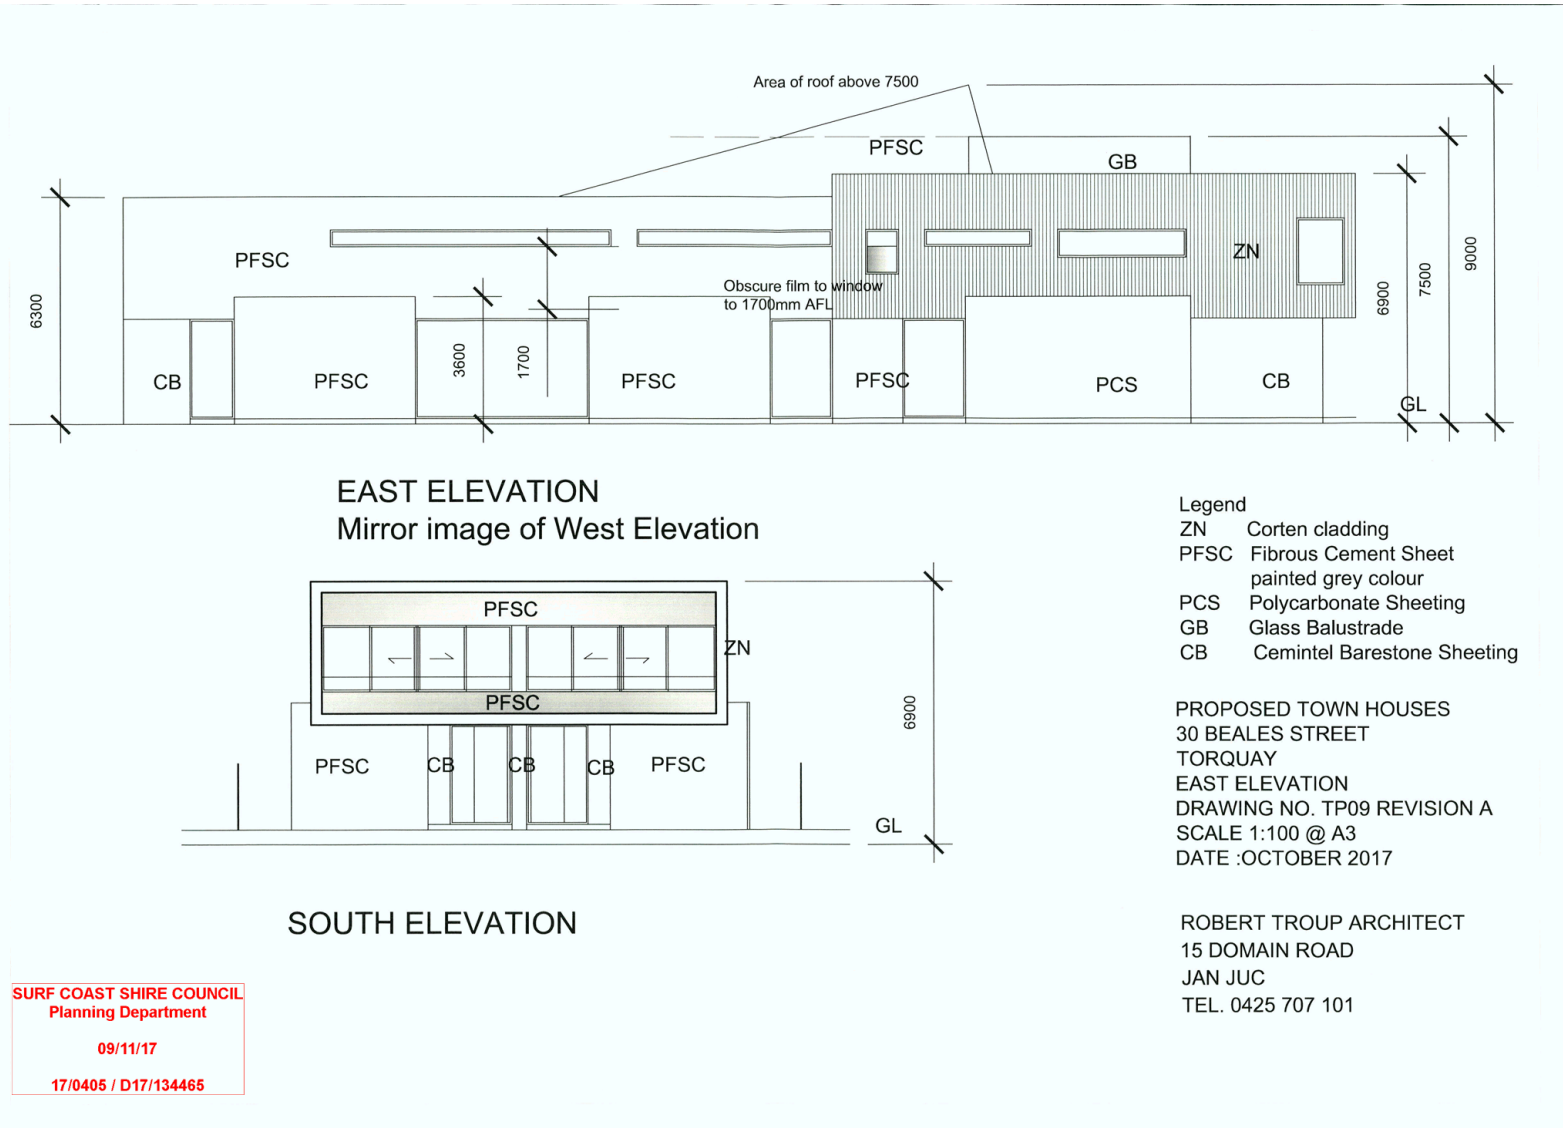 Area of roof above 7500
PFSC
GB
PFSC
ZN
Obscure film to window
to 1700mm AFL
6300
3600
1700
6900
7500
9000
CB
PFSC
PFSC
PFSC
PCS
CB
GL
EAST ELEVATION
Mirror image of West Elevation
PFSC
ZN
PFSC
6900
PFSC
CB
CB
CB
PFSC
GL
SOUTH ELEVATION
Legend
ZN Corten cladding
PFSC Fibrous Cement Sheet
painted grey colour
PCS Polycarbonate Sheeting
GB Glass Balustrade
CB Cemintel Barestone Sheeting
PROPOSED TOWN HOUSES
30 BEALES STREET
TORQUAY
EAST ELEVATION
DRAWING NO. TP09 REVISION A
SCALE 1:100 @ A3
DATE :OCTOBER 2017
ROBERT TROUP ARCHITECT
15 DOMAIN ROAD
JAN JUC
TEL. 0425 707 101
SURF COAST SHIRE COUNCIL
Planning Department
09/11/17
17/0405 / D17/134465